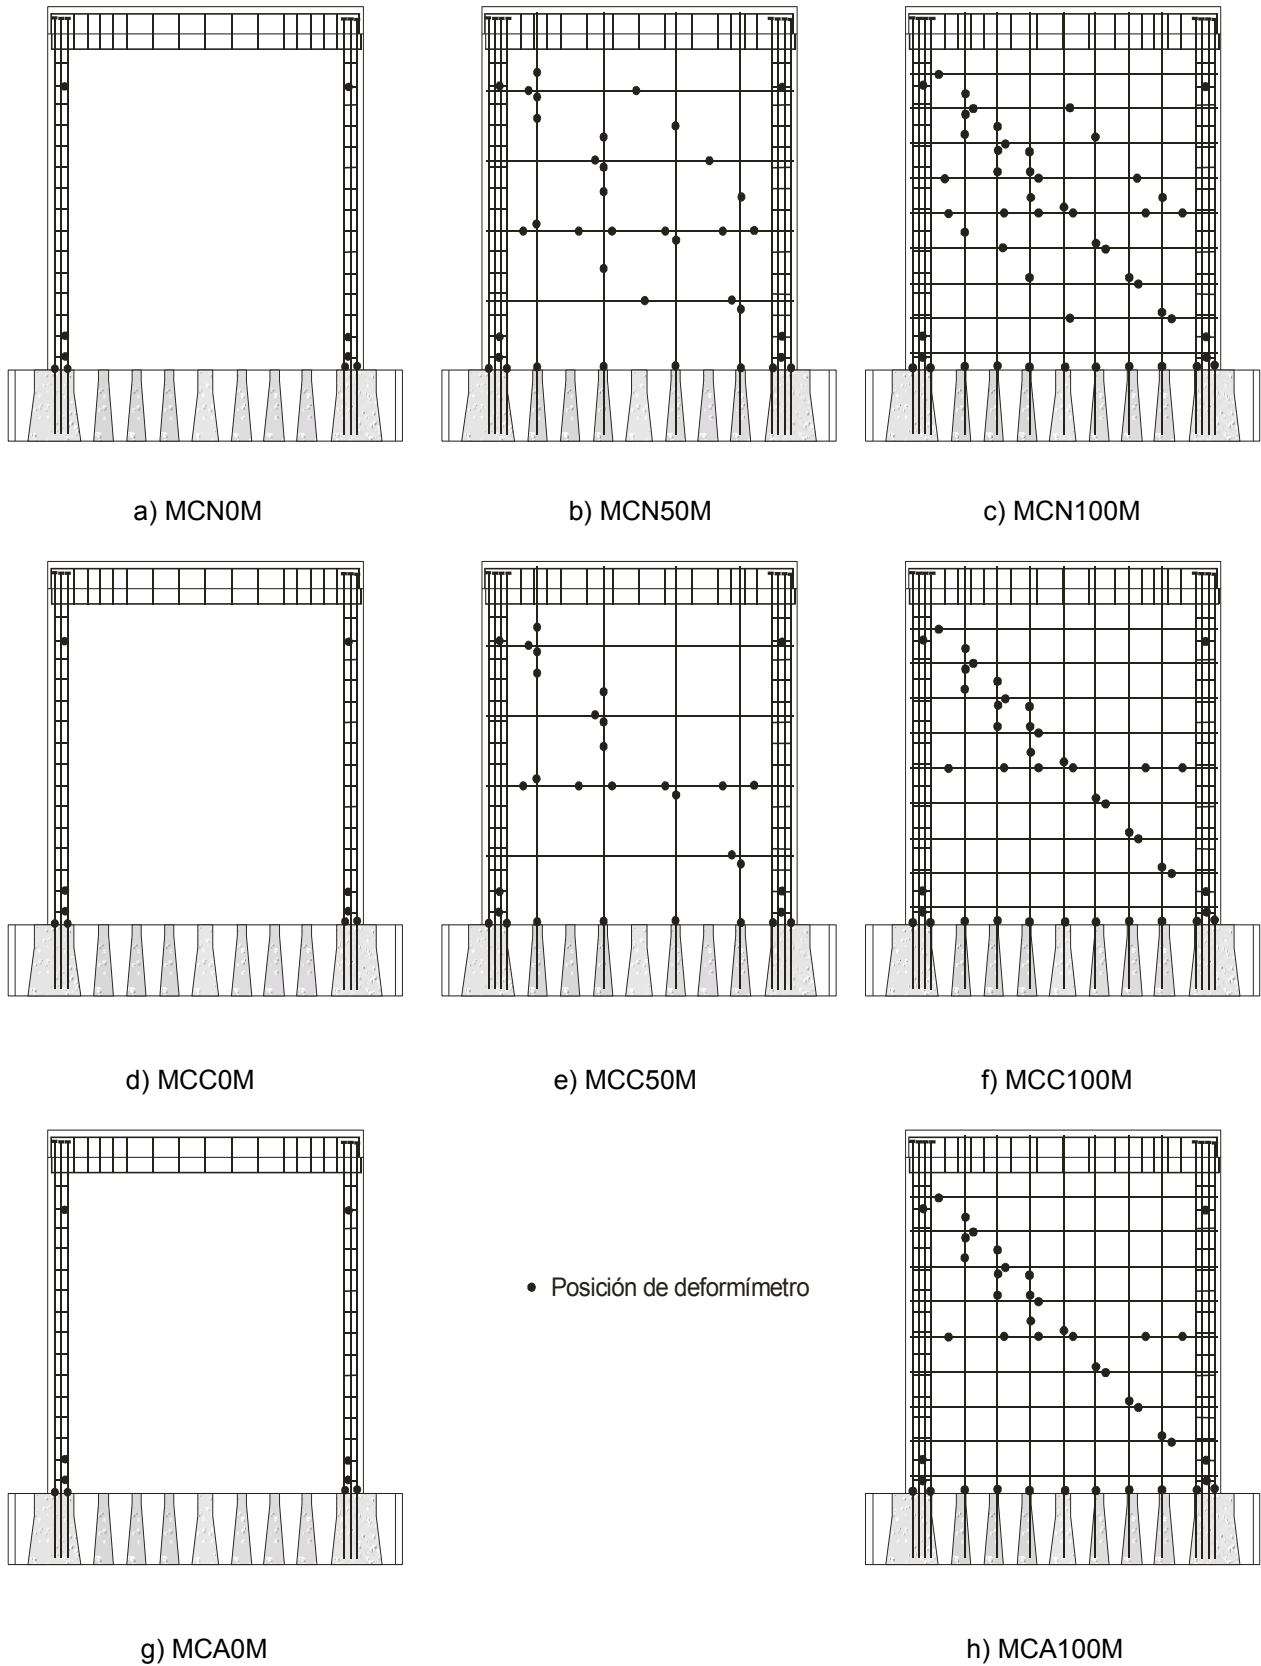 a) MCN0M
b) MCN50M
c) MCN100M
d) MCC0M
e) MCC50M
f) MCC100M
• Posición de deformímetro
g) MCA0M
h) MCA100M